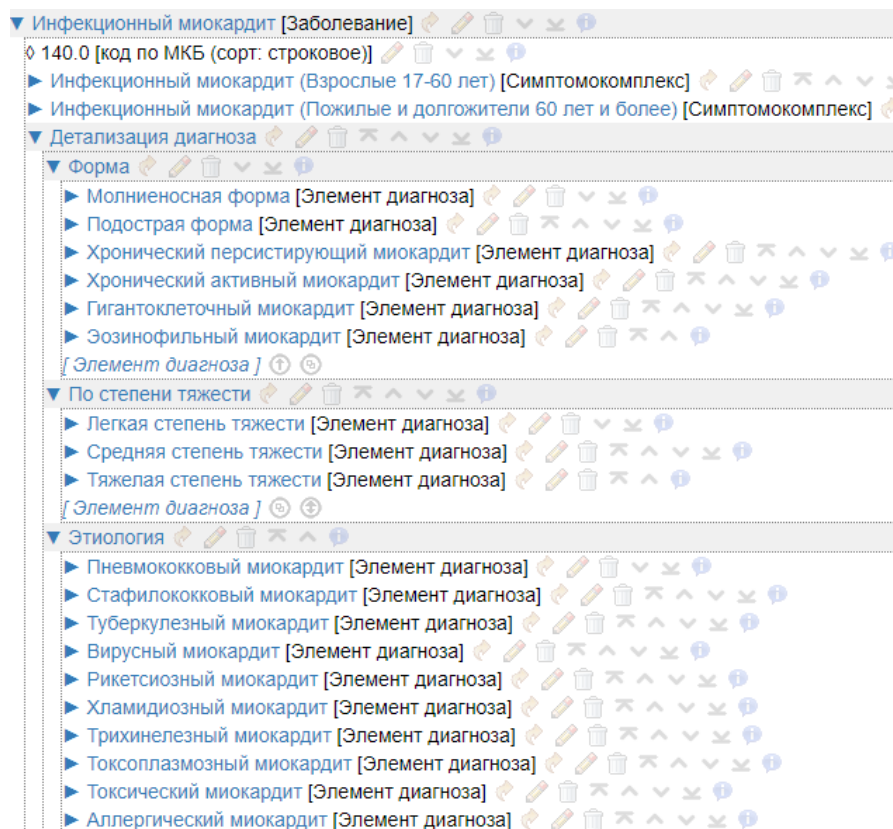 Инфекционный миокардит [Заболевание]
140.0 [код по МКБ (сорт: строковое)]
Инфекционный миокардит (Взрослые 17-60 лет) [Симптомокомплекс]
Инфекционный миокардит (Пожилые и долгожители 60 лет и более) [Симптомокомплекс]
Детализация диагноза
Форма
Молниеносная форма [Элемент диагноза]
Подострая форма [Элемент диагноза]
Хронический персистирующий миокардит [Элемент диагноза]
Хронический активный миокардит [Элемент диагноза]
Гигантоклеточный миокардит [Элемент диагноза]
Эозинофильный миокардит [Элемент диагноза]
[ Элемент диагноза ]
По степени тяжести
Легкая степень тяжести [Элемент диагноза]
Средняя степень тяжести [Элемент диагноза]
Тяжелая степень тяжести [Элемент диагноза]
[ Элемент диагноза ]
Этиология
Пневмококковый миокардит [Элемент диагноза]
Стафилококковый миокардит [Элемент диагноза]
Туберкулезный миокардит [Элемент диагноза]
Вирусный миокардит [Элемент диагноза]
Рикетсиозный миокардит [Элемент диагноза]
Хламидиозный миокардит [Элемент диагноза]
Трихинелезный миокардит [Элемент диагноза]
Токсоплазмозный миокардит [Элемент диагноза]
Токсический миокардит [Элемент диагноза]
Аллергический миокардит [Элемент диагноза]